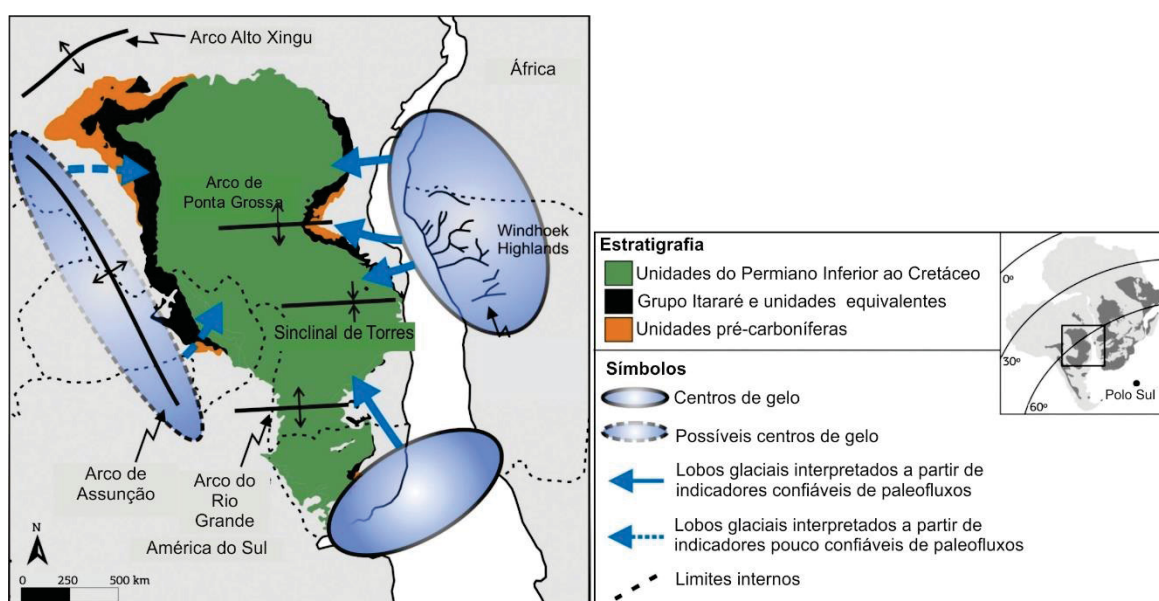 Arco Alto Xingu
África
Arco de
Ponta Grossa
Windhoek
Highlands
Sinclinal de Torres
Arco de
Assunção
Arco do
Rio
Grande
América do Sul
N
0 250 500 km
Estratigrafia
Unidades do Permiano Inferior ao Cretáceo
Grupo Itararé e unidades equivalentes
Unidades pré-carboníferas
Símbolos
Centros de gelo
Possíveis centros de gelo
Lobos glaciais interpretados a partir de
indicadores confiáveis de paleofluxos
Lobos glaciais interpretados a partir de
indicadores pouco confiáveis de paleofluxos
Limites internos
0º
30º
60º
Polo Sul